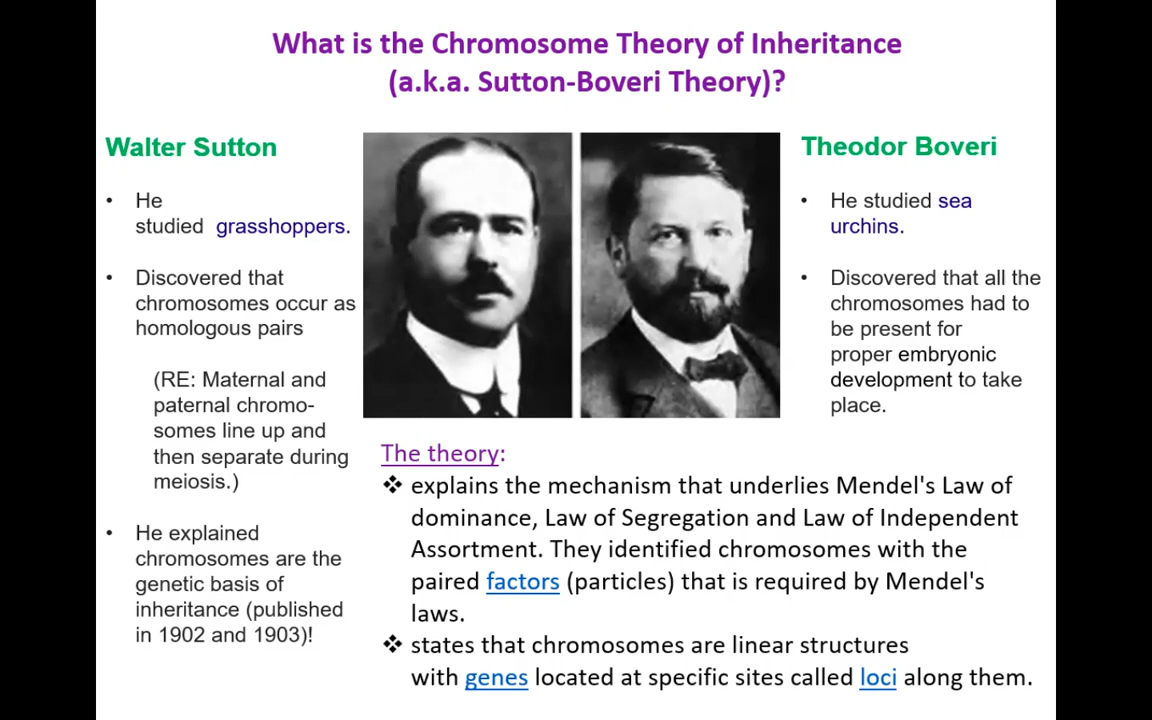 What is the Chromosome Theory of Inheritance
(a.k.a. Sutton-Boveri Theory)?
Walter Sutton
• He
studied grasshoppers.
• Discovered that
chromosomes occur as
homologous pairs
(RE: Maternal and
paternal chromo-
somes line up and
then separate during
meiosis.)
• He explained
chromosomes are the
genetic basis of
inheritance (published
in 1902 and 1903)!
Theodor Boveri
• He studied sea
urchins.
• Discovered that all the
chromosomes had to
be present for
proper embryonic
development to take
place.
The theory:
❖ explains the mechanism that underlies Mendel's Law of
dominance, Law of Segregation and Law of Independent
Assortment. They identified chromosomes with the
paired factors (particles) that is required by Mendel's
laws.
❖ states that chromosomes are linear structures
with genes located at specific sites called loci along them.